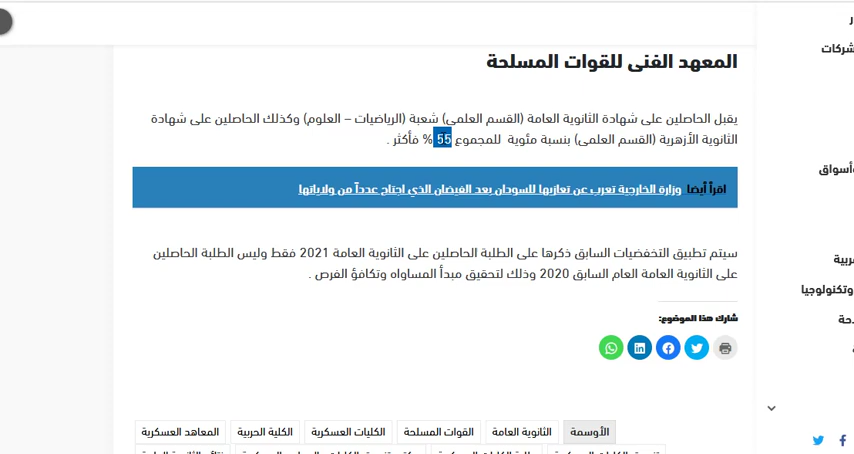 شركات
المعهد الفنى للقوات المسلحة
يقبل الحاصلين على شهادة الثانوية العامة (القسم العلمى) شعبة (الرياضيات – العلوم) وكذلك الحاصلين على شهادة
الثانوية الأزهرية (القسم العلمى) بنسبة مئوية للمجموع 55 % فأكثر .
وأسواق
اقرأ أيضا وزارة الخارجية تعرب عن تعازيها للسودان بعد الفيضان الذي اجتاح عدداً من ولاياتها
سيتم تطبيق التخفضيات السابق ذكرها على الطلبة الحاصلين على الثانوية العامة 2021 فقط وليس الطلبة الحاصلين
على الثانوية العامة العام السابق 2020 وذلك لتحقيق مبدأ المساواه وتكافؤ الفرص .
وتكنولوجيا
شارك هذا الموضوع:
الأوسمة
الثانوية العامة
القوات المسلحة
الكليات العسكرية
الكلية الحربية
المعاهد العسكرية